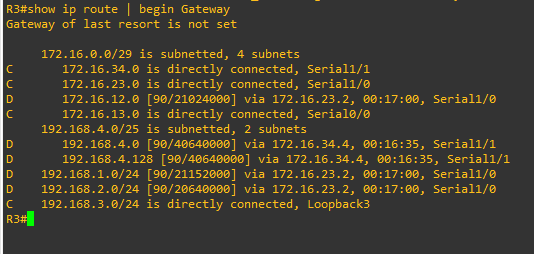 R3#show ip route | begin Gateway
Gateway of last resort is not set
172.16.0.0/29 is subnetted, 4 subnets
C 172.16.34.0 is directly connected, Serial1/1
C 172.16.23.0 is directly connected, Serial1/0
D 172.16.12.0 [90/21024000] via 172.16.23.2, 00:17:00, Serial1/0
C 172.16.13.0 is directly connected, Serial0/0
192.168.4.0/25 is subnetted, 2 subnets
D 192.168.4.0 [90/40640000] via 172.16.34.4, 00:16:35, Serial1/1
D 192.168.4.128 [90/40640000] via 172.16.34.4, 00:16:35, Serial1/1
D 192.168.1.0/24 [90/21152000] via 172.16.23.2, 00:17:00, Serial1/0
D 192.168.2.0/24 [90/20640000] via 172.16.23.2, 00:17:00, Serial1/0
C 192.168.3.0/24 is directly connected, Loopback3
R3#